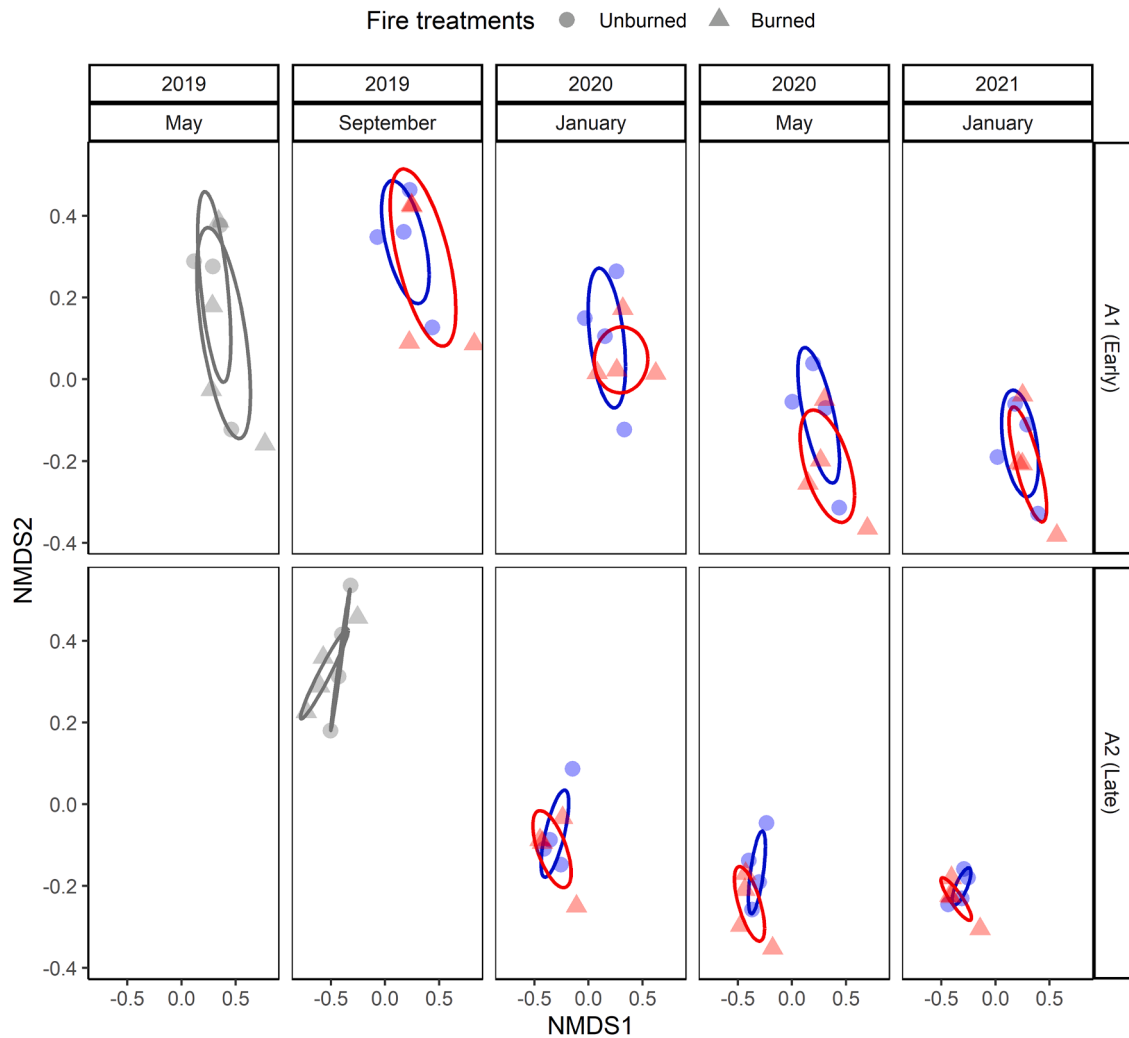 Fire treatments Unburned Burned
2019 2019 2020 2020 2021
May September January May January
0.4
0.2
0.0
-0.2
-0.4
A1 (Early)
NMDS2
0.4
0.2
0.0
-0.2
-0.4
A2 (Late)
-0.5 0.0 0.5 -0.5 0.0 0.5 -0.5 0.0 0.5 -0.5 0.0 0.5 -0.5 0.0 0.5
NMDS1